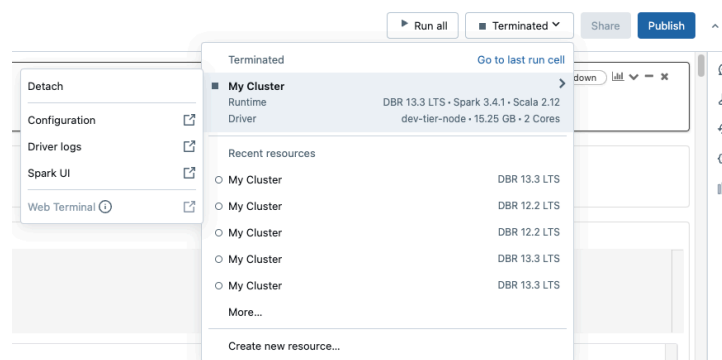 Run all
Terminated
Share
Publish
Terminated
Go to last run cell
My Cluster
Runtime
DBR 13.3 LTS • Spark 3.4.1 • Scala 2.12
Driver
dev-tier-node • 15.25 GB • 2 Cores
Recent resources
My Cluster DBR 13.3 LTS
My Cluster DBR 12.2 LTS
My Cluster DBR 12.2 LTS
My Cluster DBR 13.3 LTS
My Cluster DBR 13.3 LTS
More...
Create new resource...
Detach
Configuration
Driver logs
Spark UI
Web Terminal
down